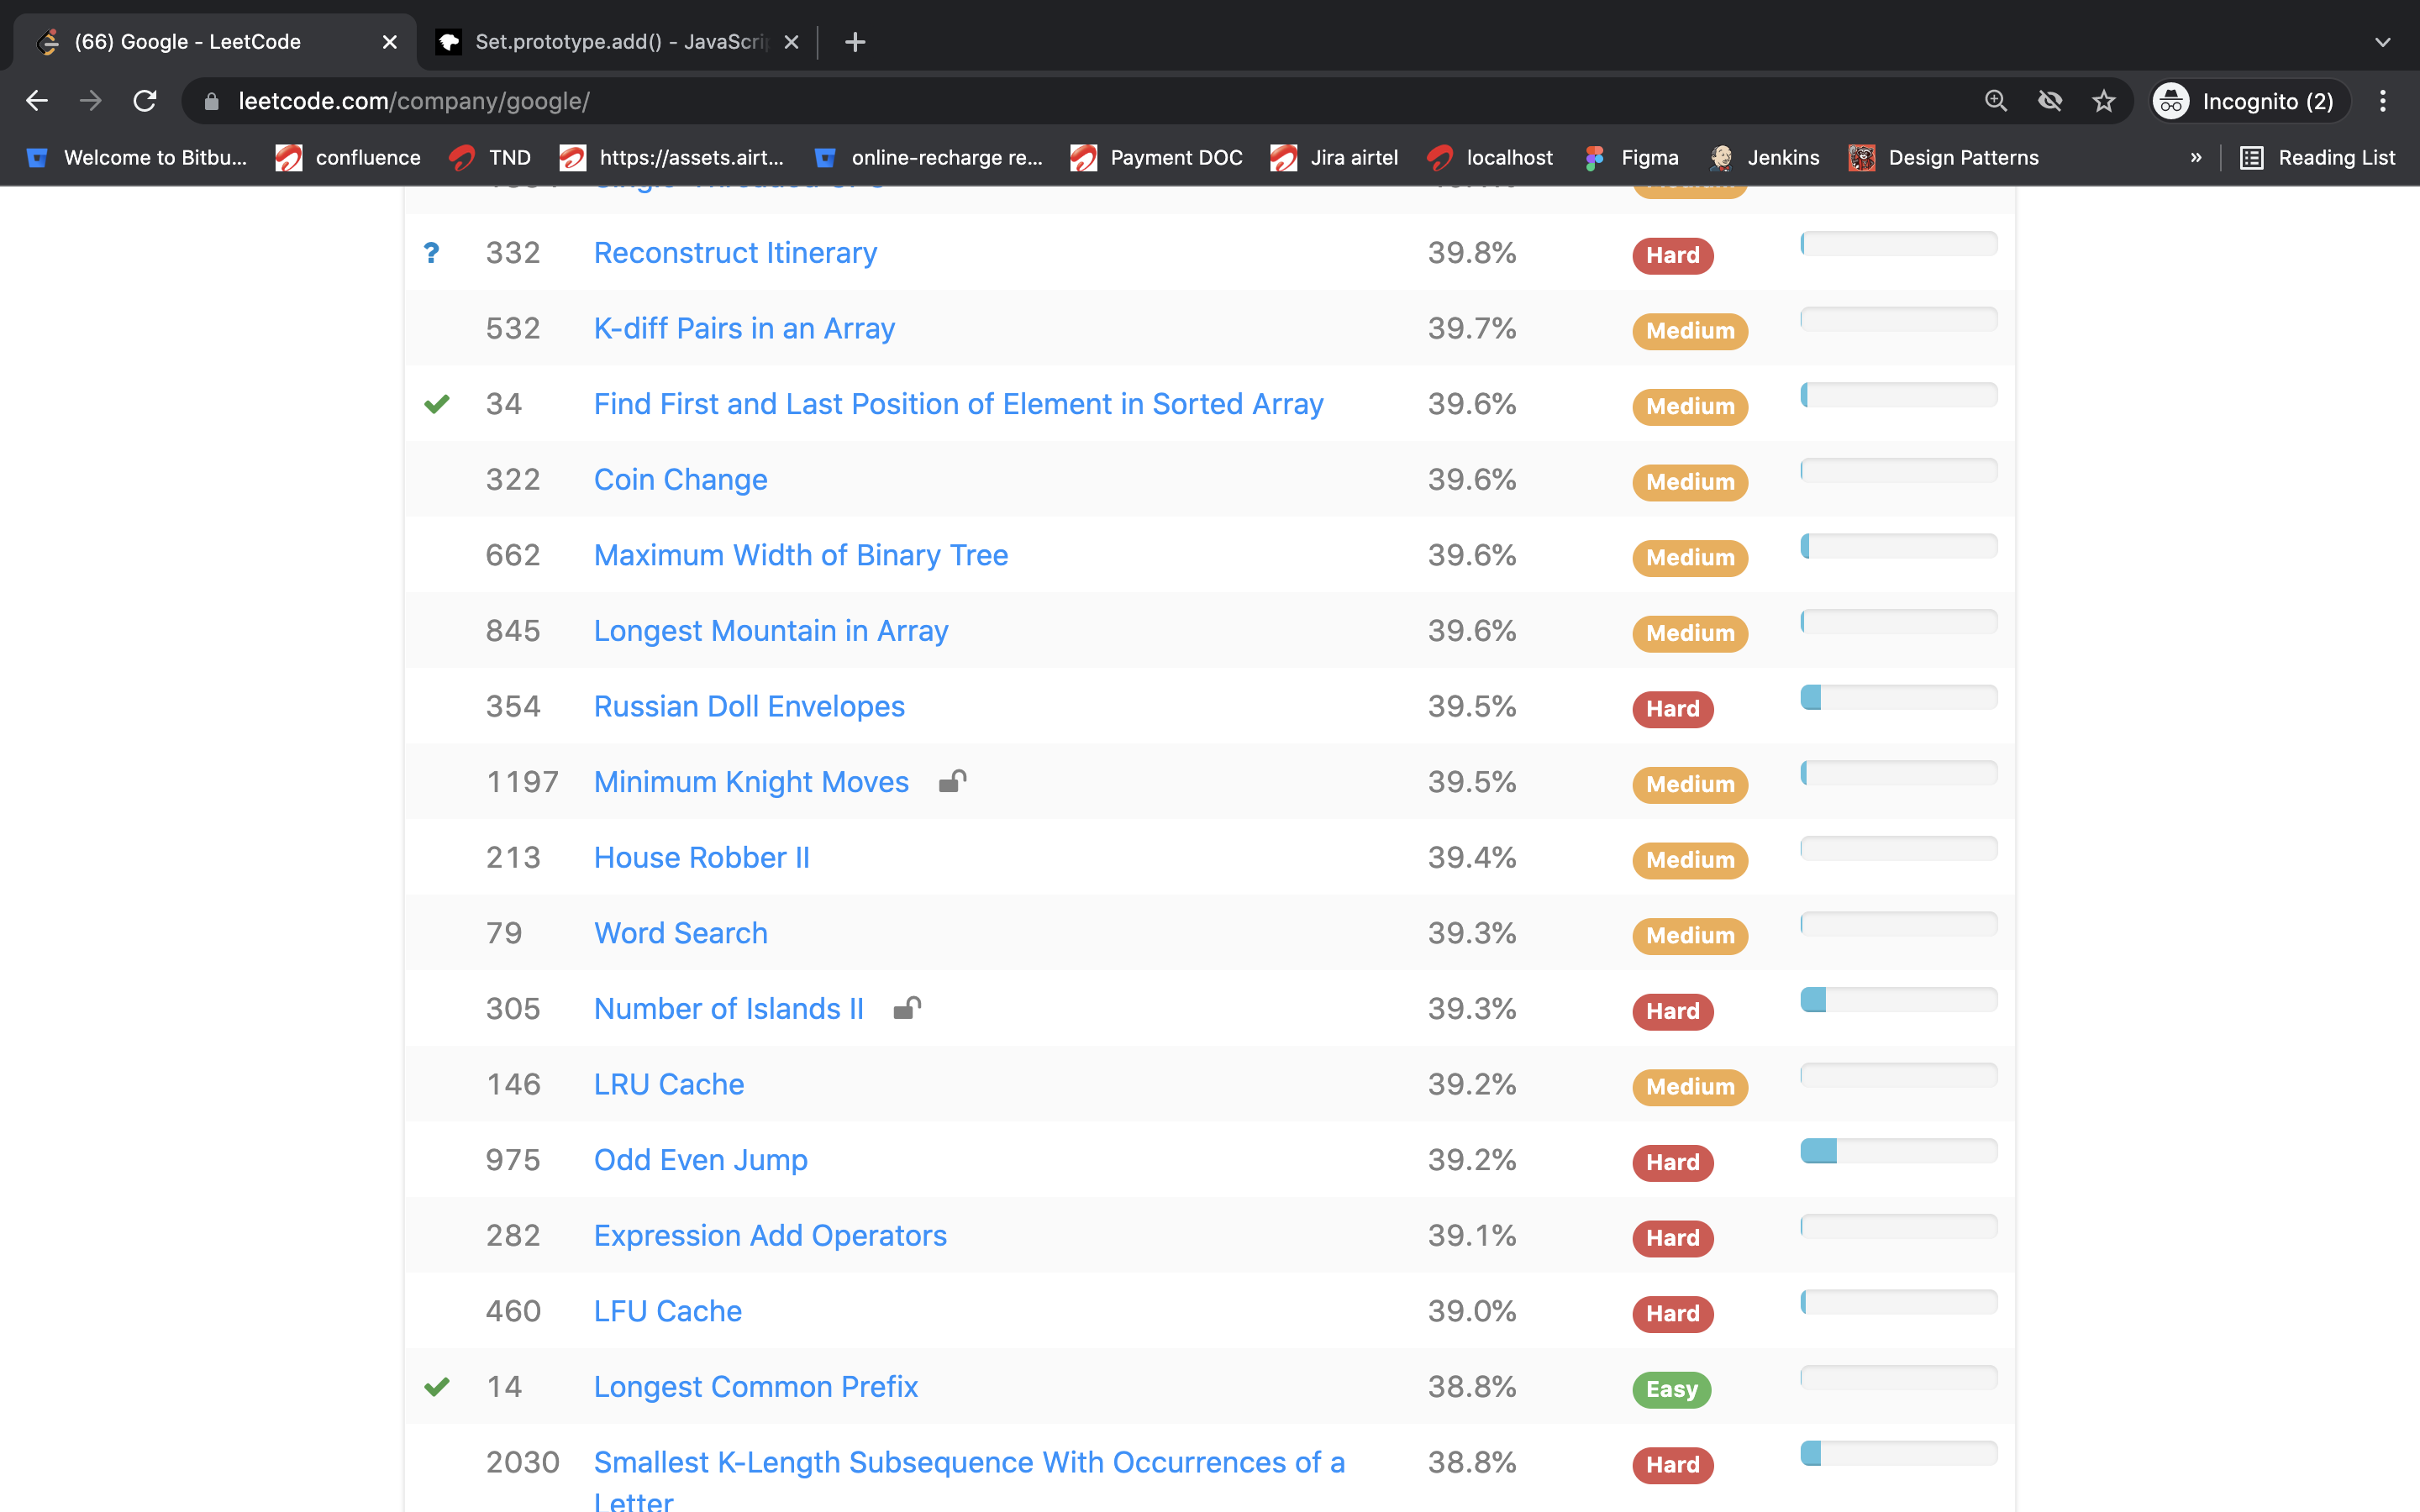 (66) Google - LeetCode
Set.prototype.add() - JavaScri
leetcode.com/company/google/
Incognito (2)
Welcome to Bitbu... confluence TND https://assets.airt... online-recharge re... Payment DOC Jira airtel localhost Figma Jenkins Design Patterns » Reading List
? 332 Reconstruct Itinerary 39.8% Hard
532 K-diff Pairs in an Array 39.7% Medium
34 Find First and Last Position of Element in Sorted Array 39.6% Medium
322 Coin Change 39.6% Medium
662 Maximum Width of Binary Tree 39.6% Medium
845 Longest Mountain in Array 39.6% Medium
354 Russian Doll Envelopes 39.5% Hard
1197 Minimum Knight Moves 39.5% Medium
213 House Robber II 39.4% Medium
79 Word Search 39.3% Medium
305 Number of Islands II 39.3% Hard
146 LRU Cache 39.2% Medium
975 Odd Even Jump 39.2% Hard
282 Expression Add Operators 39.1% Hard
460 LFU Cache 39.0% Hard
14 Longest Common Prefix 38.8% Easy
2030 Smallest K-Length Subsequence With Occurrences of a 38.8% Hard
Letter